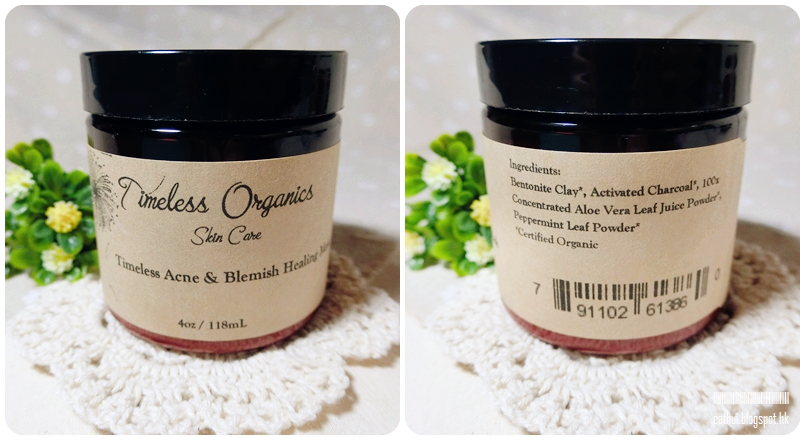 Timeless Organics
Skin Care
Timeless Acne & Blemish Healing
4oz / 118mL
Ingredients:
Bentonite Clay*, Activated Charcoal*, 100x
Concentrated Aloe Vera Leaf Juice Powder*,
Peppermint Leaf Powder*
*Certified Organic
7 91102 61386 0